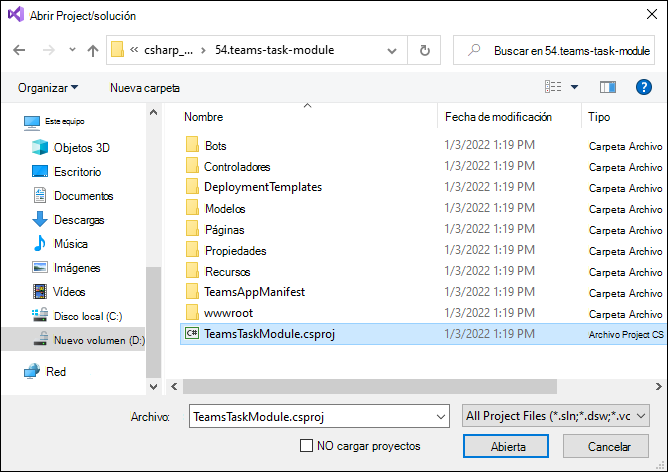 Abrir Project/solución
« csharp_... > 54.teams-task-module
Buscar en 54.teams-task-module
Organizar
Nueva carpeta
Este equipo
Objetos 3D
Escritorio
Documentos
Descargas
Música
Imágenes
Vídeos
Disco local (C:)
Nuevo volumen (D:)
Red
Nombre Fecha de modificación Tipo
Bots 1/3/2022 1:19 PM Carpeta Archivo
Controladores 1/3/2022 1:19 PM Carpeta Archivo
DeploymentTemplates 1/3/2022 1:19 PM Carpeta Archivo
Modelos 1/3/2022 1:19 PM Carpeta Archivo
Páginas 1/3/2022 1:19 PM Carpeta Archivo
Propiedades 1/3/2022 1:19 PM Carpeta Archivo
Recursos 1/3/2022 1:19 PM Carpeta Archivo
TeamsAppManifest 1/3/2022 1:19 PM Carpeta Archivo
wwwroot 1/3/2022 1:19 PM Carpeta Archivo
C# TeamsTaskModule.csproj 1/3/2022 1:19 PM Archivo Project CS
Archivo: TeamsTaskModule.csproj
All Project Files (*.sln;*.dsw;*.vc
NO cargar proyectos
Abierta
Cancelar